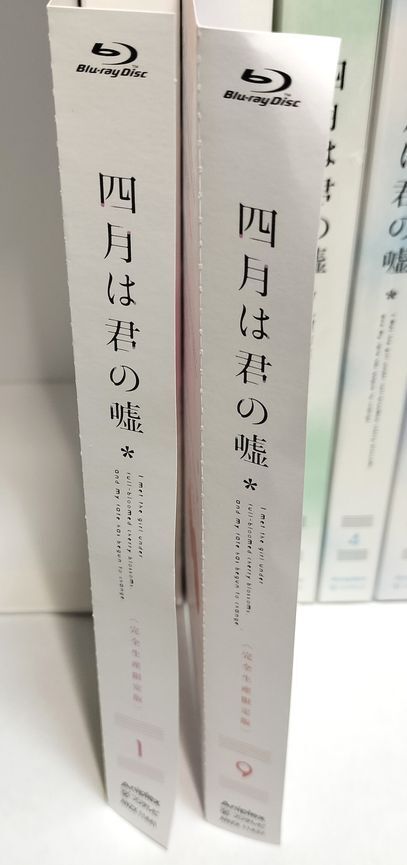 Blu-ray Disc
四月は君の嘘
*
I met the girl under
full-bloomed cherry blossoms,
and my fate has begun to change.
(完全生産限定版)
1
Aniplex
Blu-ray Disc
四月は君の嘘
*
I met the girl under
full-bloomed cherry blossoms,
and my fate has begun to change.
(完全生産限定版)
9
Aniplex
四月は君の嘘
4
君の嘘
*